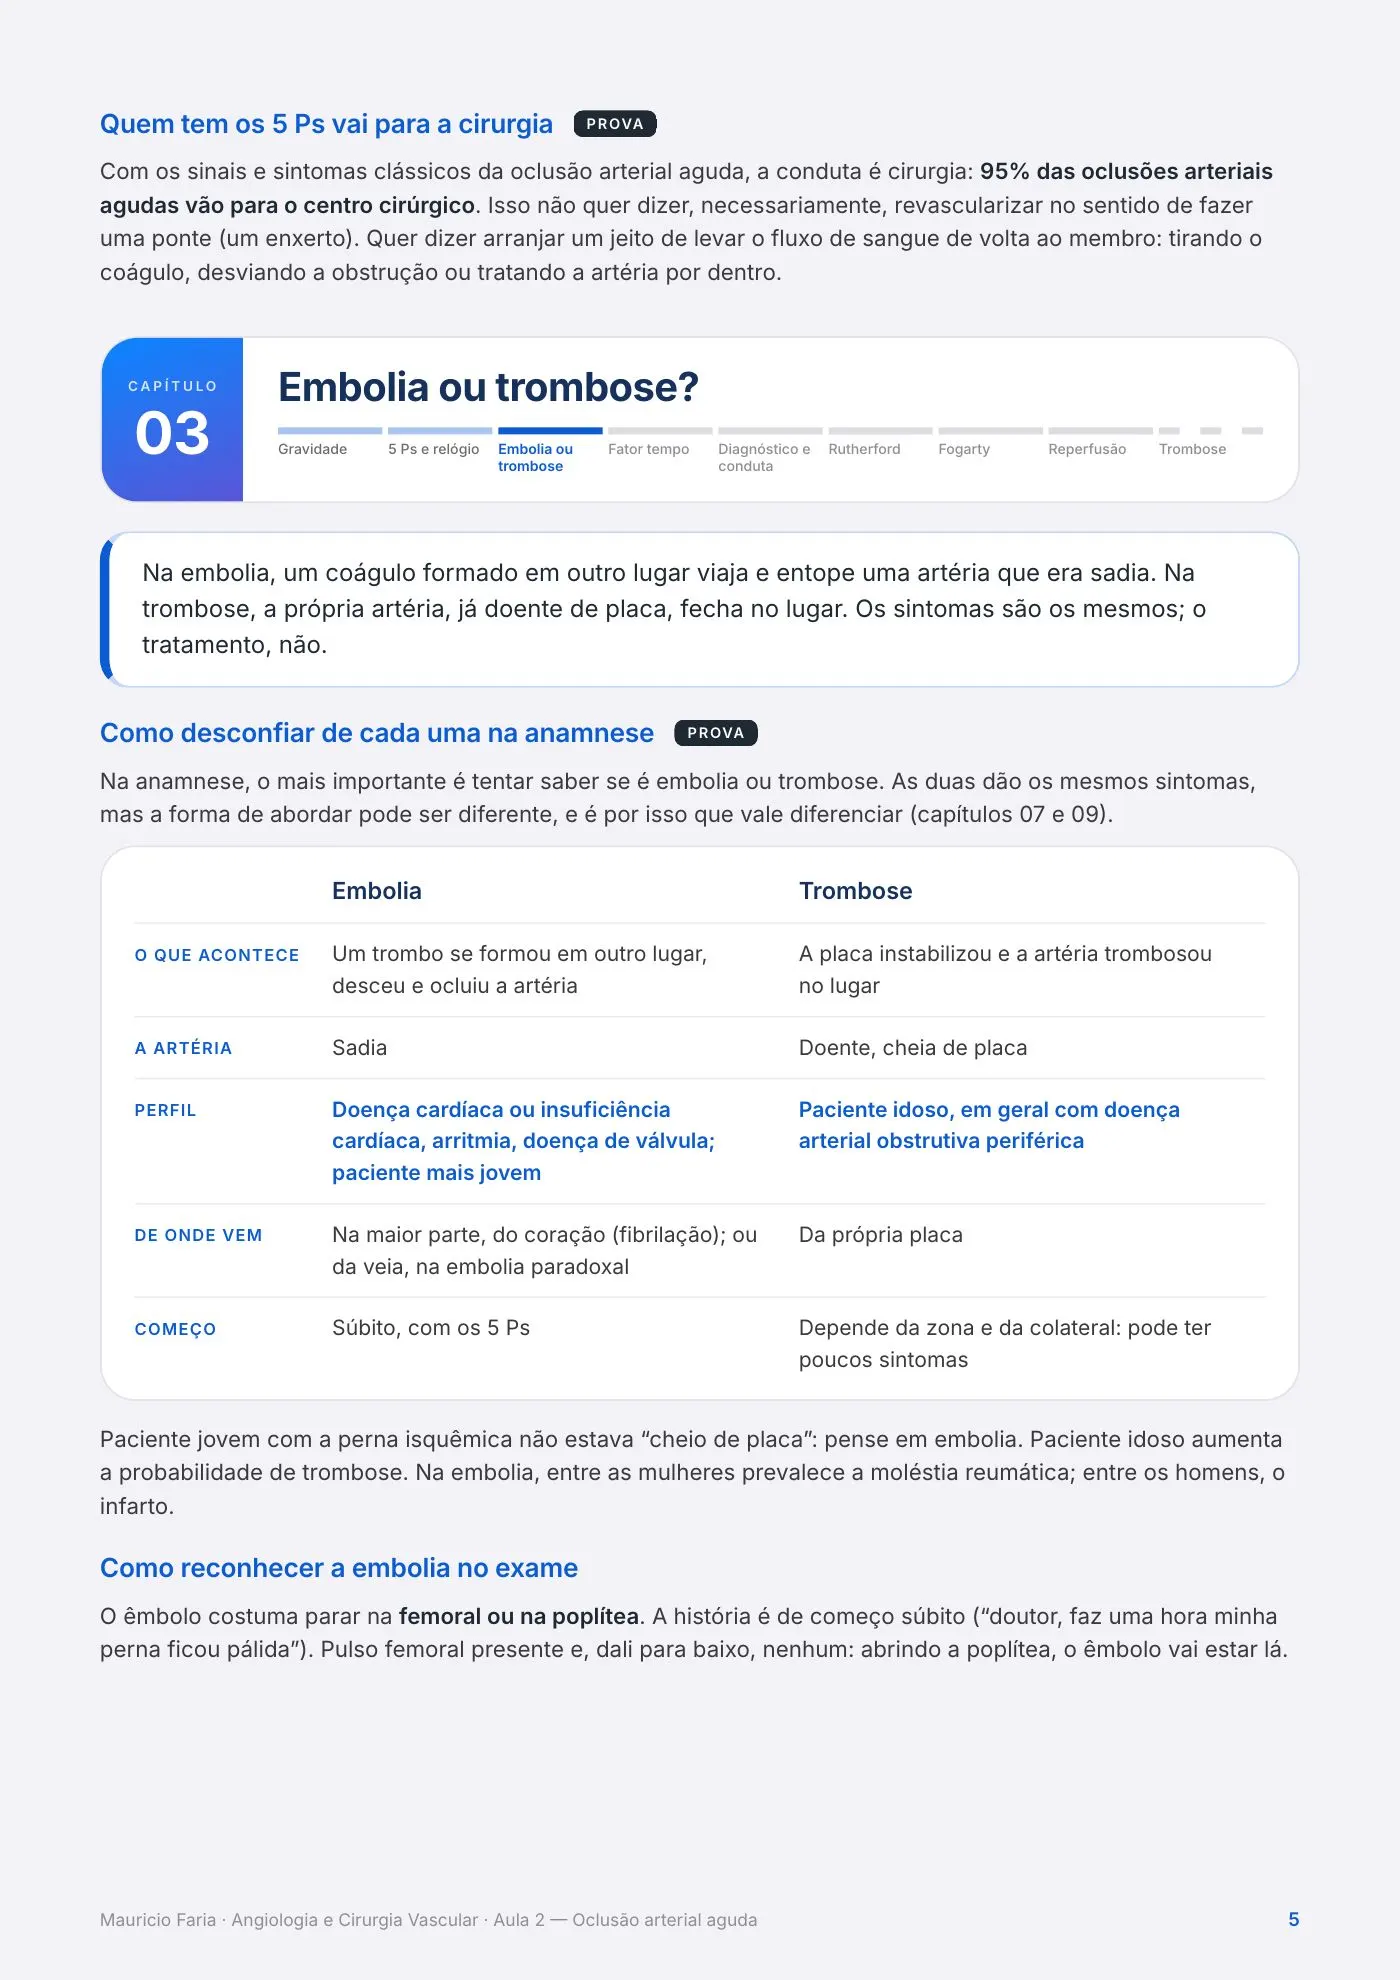 Quem tem os 5 Ps vai para a cirurgia PROVA
Com os sinais e sintomas clássicos da oclusão arterial aguda, a conduta é cirurgia: 95% das oclusões arteriais
agudas vão para o centro cirúrgico. Isso não quer dizer, necessariamente, revascularizar no sentido de fazer
uma ponte (um enxerto). Quer dizer arranjar um jeito de levar o fluxo de sangue de volta ao membro: tirando o
coágulo, desviando a obstrução ou tratando a artéria por dentro.
CAPÍTULO
03
Embolia ou trombose?
Gravidade
5 Ps e relógio
Embolia ou
trombose
Fator tempo
Diagnóstico e
conduta
Rutherford
Fogarty
Reperfusão
Trombose
Na embolia, um coágulo formado em outro lugar viaja e entope uma artéria que era sadia. Na
trombose, a própria artéria, já doente de placa, fecha no lugar. Os sintomas são os mesmos; o
tratamento, não.
Como desconfiar de cada uma na anamnese PROVA
Na anamnese, o mais importante é tentar saber se é embolia ou trombose. As duas dão os mesmos sintomas,
mas a forma de abordar pode ser diferente, e é por isso que vale diferenciar (capítulos 07 e 09).
Embolia
Trombose
O QUE ACONTECE
Um trombo se formou em outro lugar,
desceu e ocluiu a artéria
A placa instabilizou e a artéria trombosou
no lugar
A ARTÉRIA
Sadia
Doente, cheia de placa
PERFIL
Doença cardíaca ou insuficiência
cardíaca, arritmia, doença de válvula;
paciente mais jovem
Paciente idoso, em geral com doença
arterial obstrutiva periférica
DE ONDE VEM
Na maior parte, do coração (fibrilação); ou
da veia, na embolia paradoxal
Da própria placa
COMEÇO
Súbito, com os 5 Ps
Depende da zona e da colateral: pode ter
poucos sintomas
Paciente jovem com a perna isquêmica não estava “cheio de placa”: pense em embolia. Paciente idoso aumenta
a probabilidade de trombose. Na embolia, entre as mulheres prevalece a moléstia reumática; entre os homens, o
infarto.
Como reconhecer a embolia no exame
O êmbolo costuma parar na femoral ou na poplítea. A história é de começo súbito (“doutor, faz uma hora minha
perna ficou pálida”). Pulso femoral presente e, dali para baixo, nenhum: abrindo a poplítea, o êmbolo vai estar lá.
Mauricio Faria · Angiologia e Cirurgia Vascular · Aula 2 — Oclusão arterial aguda
5